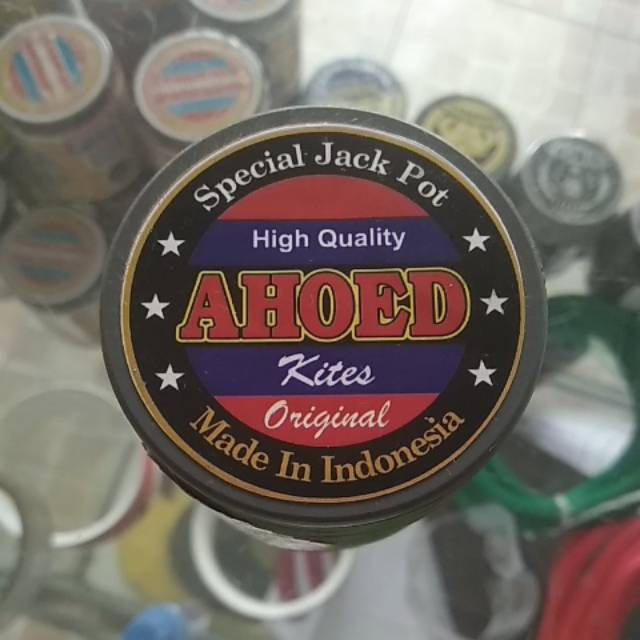 Special Jack Pot
High Quality
AHOED
Kites
Original
Made In Indonesia